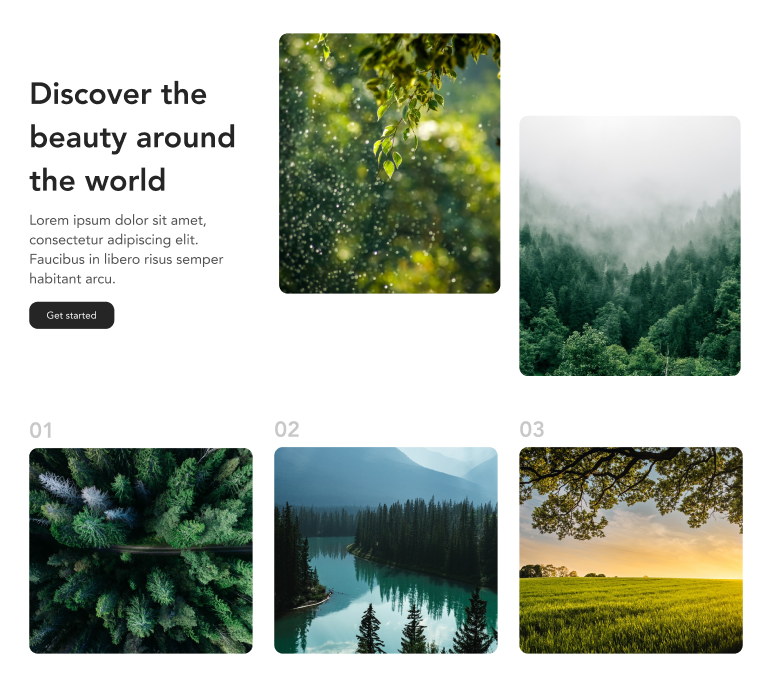 Discover the
beauty around
the world
Lorem ipsum dolor sit amet,
consectetur adipiscing elit.
Faucibus in libero risus semper
habitant arcu.
Get started
01
02
03